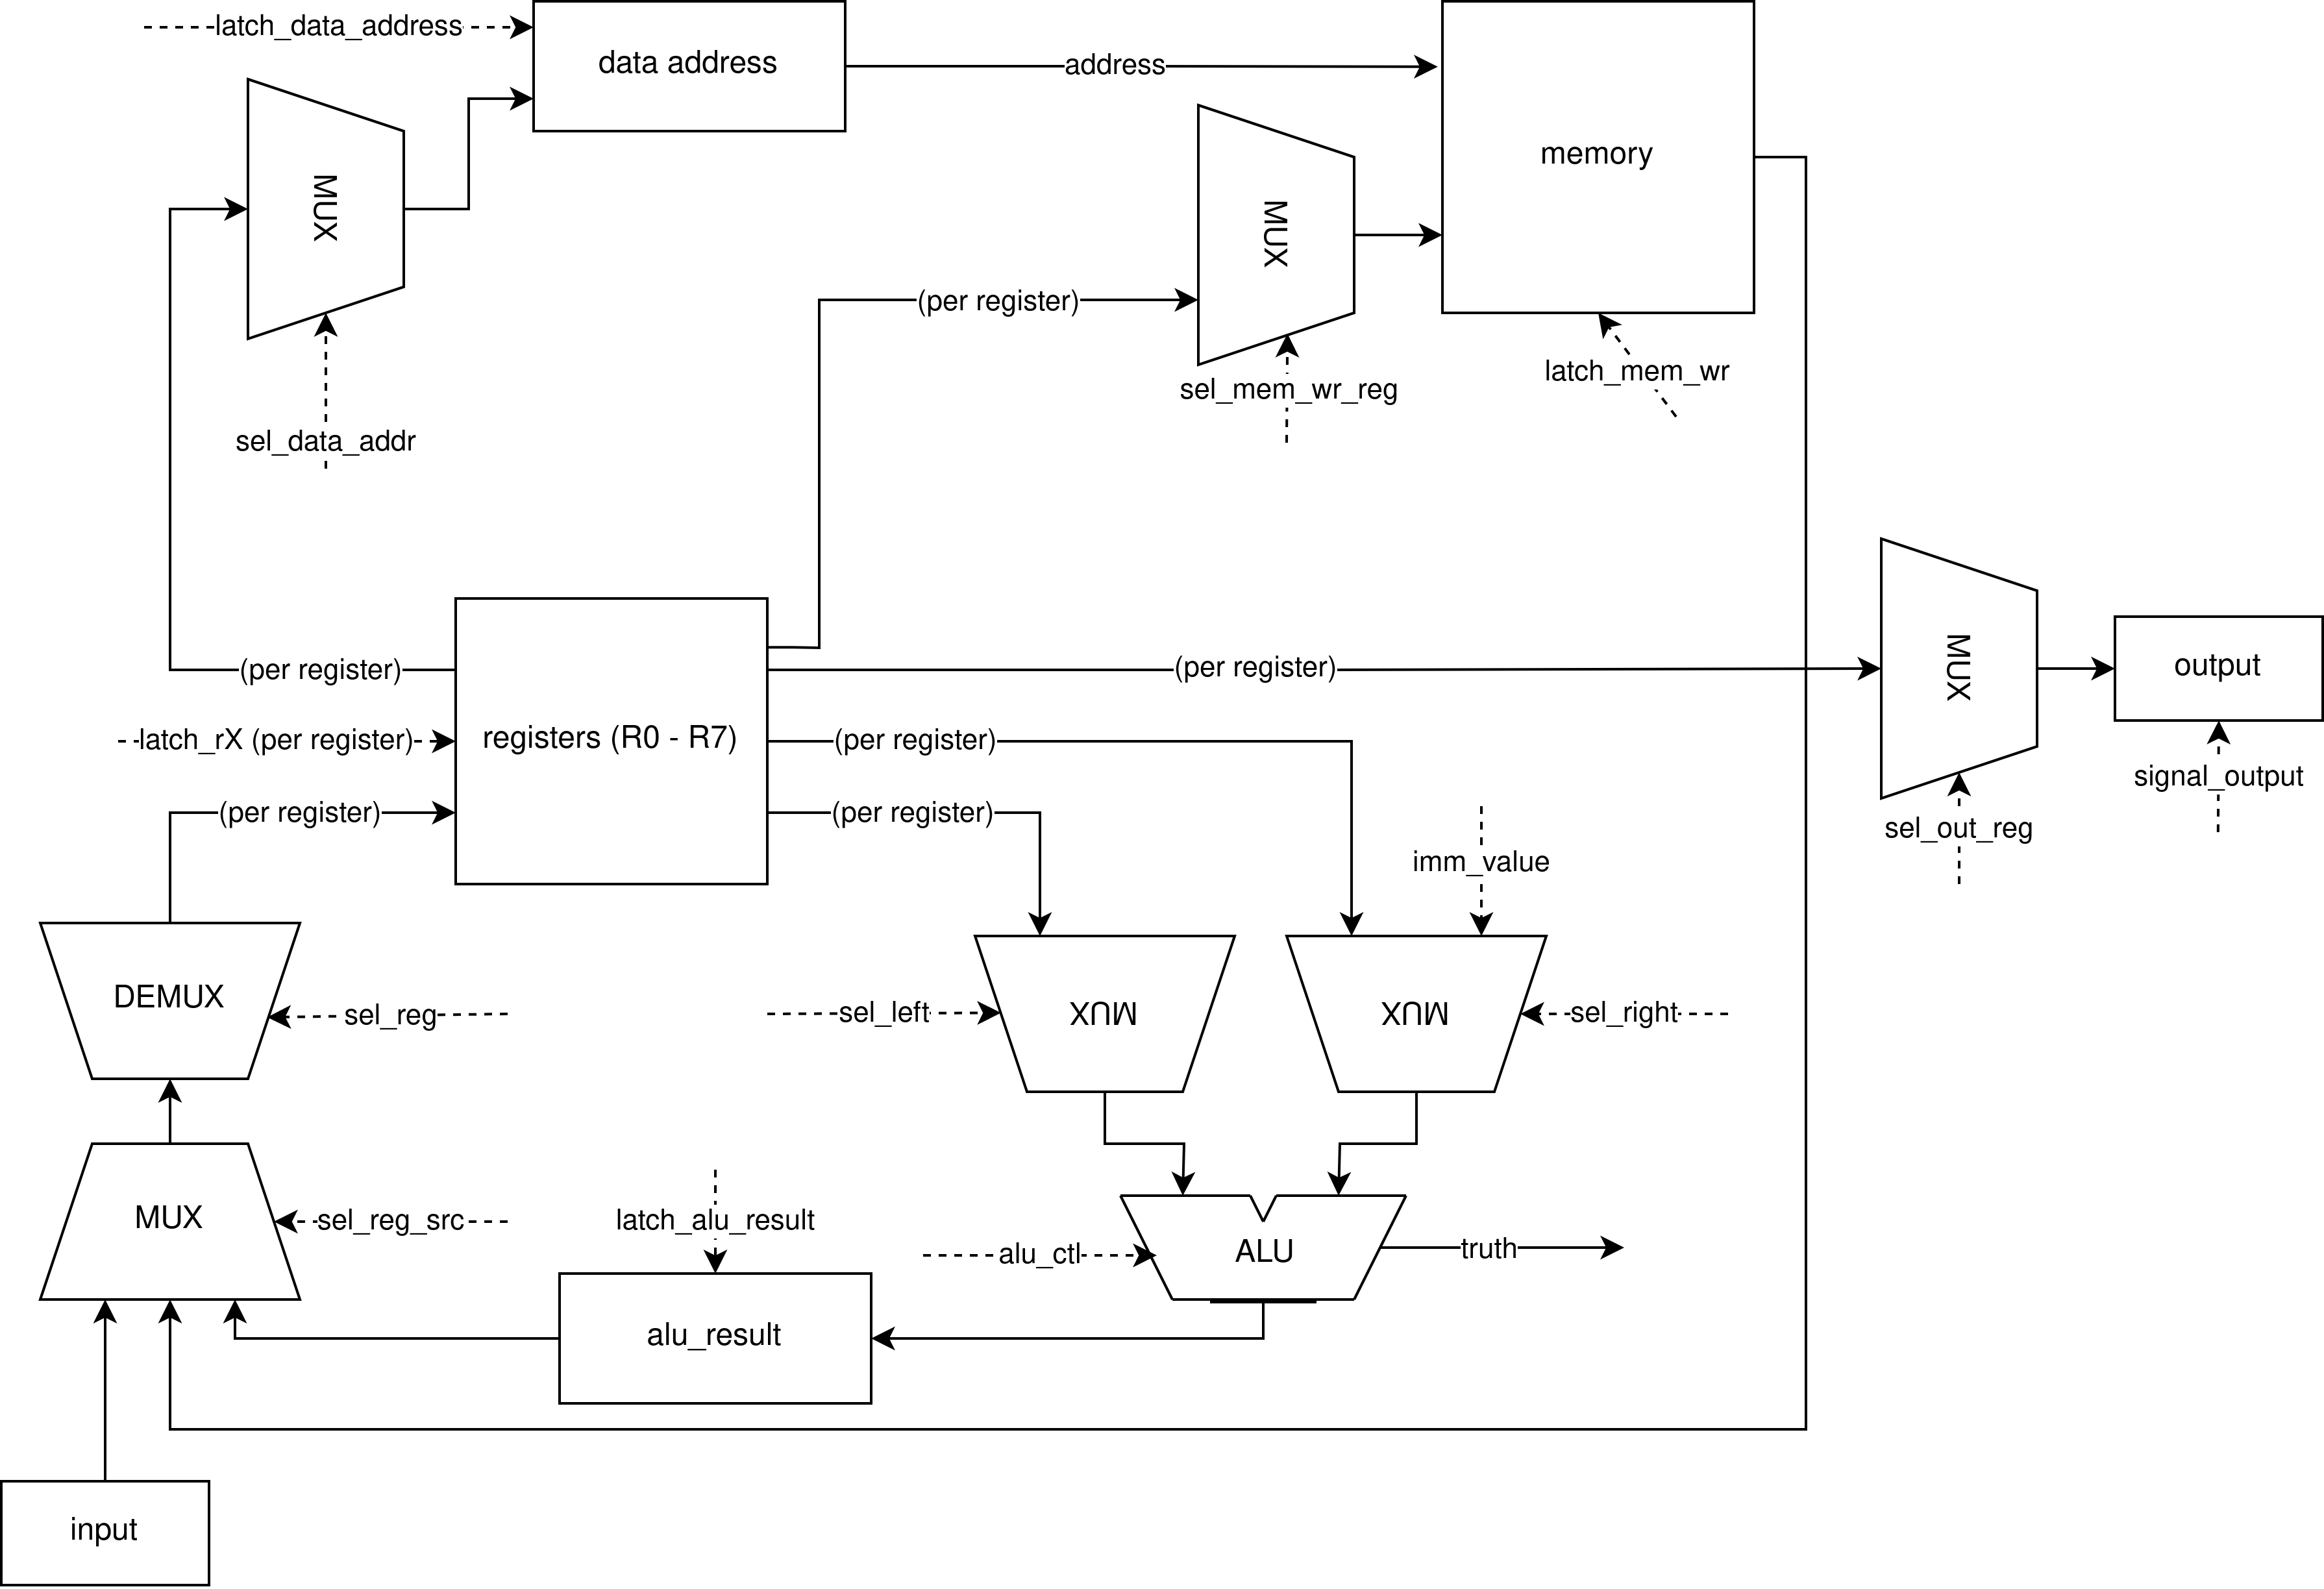 latch_data_address
data address
address
memory
MUX
MUX
(per register)
latch_mem_wr
sel_mem_wr_reg
sel_data_addr
(per register)
(per register)
MUX
output
latch_rX (per register)
registers (R0 - R7)
(per register)
signal_output
(per register)
(per register)
sel_out_reg
imm_value
DEMUX
sel_reg
sel_left
MUX
MUX
sel_right
MUX
sel_reg_src
latch_alu_result
alu_ctl
ALU
truth
alu_result
input